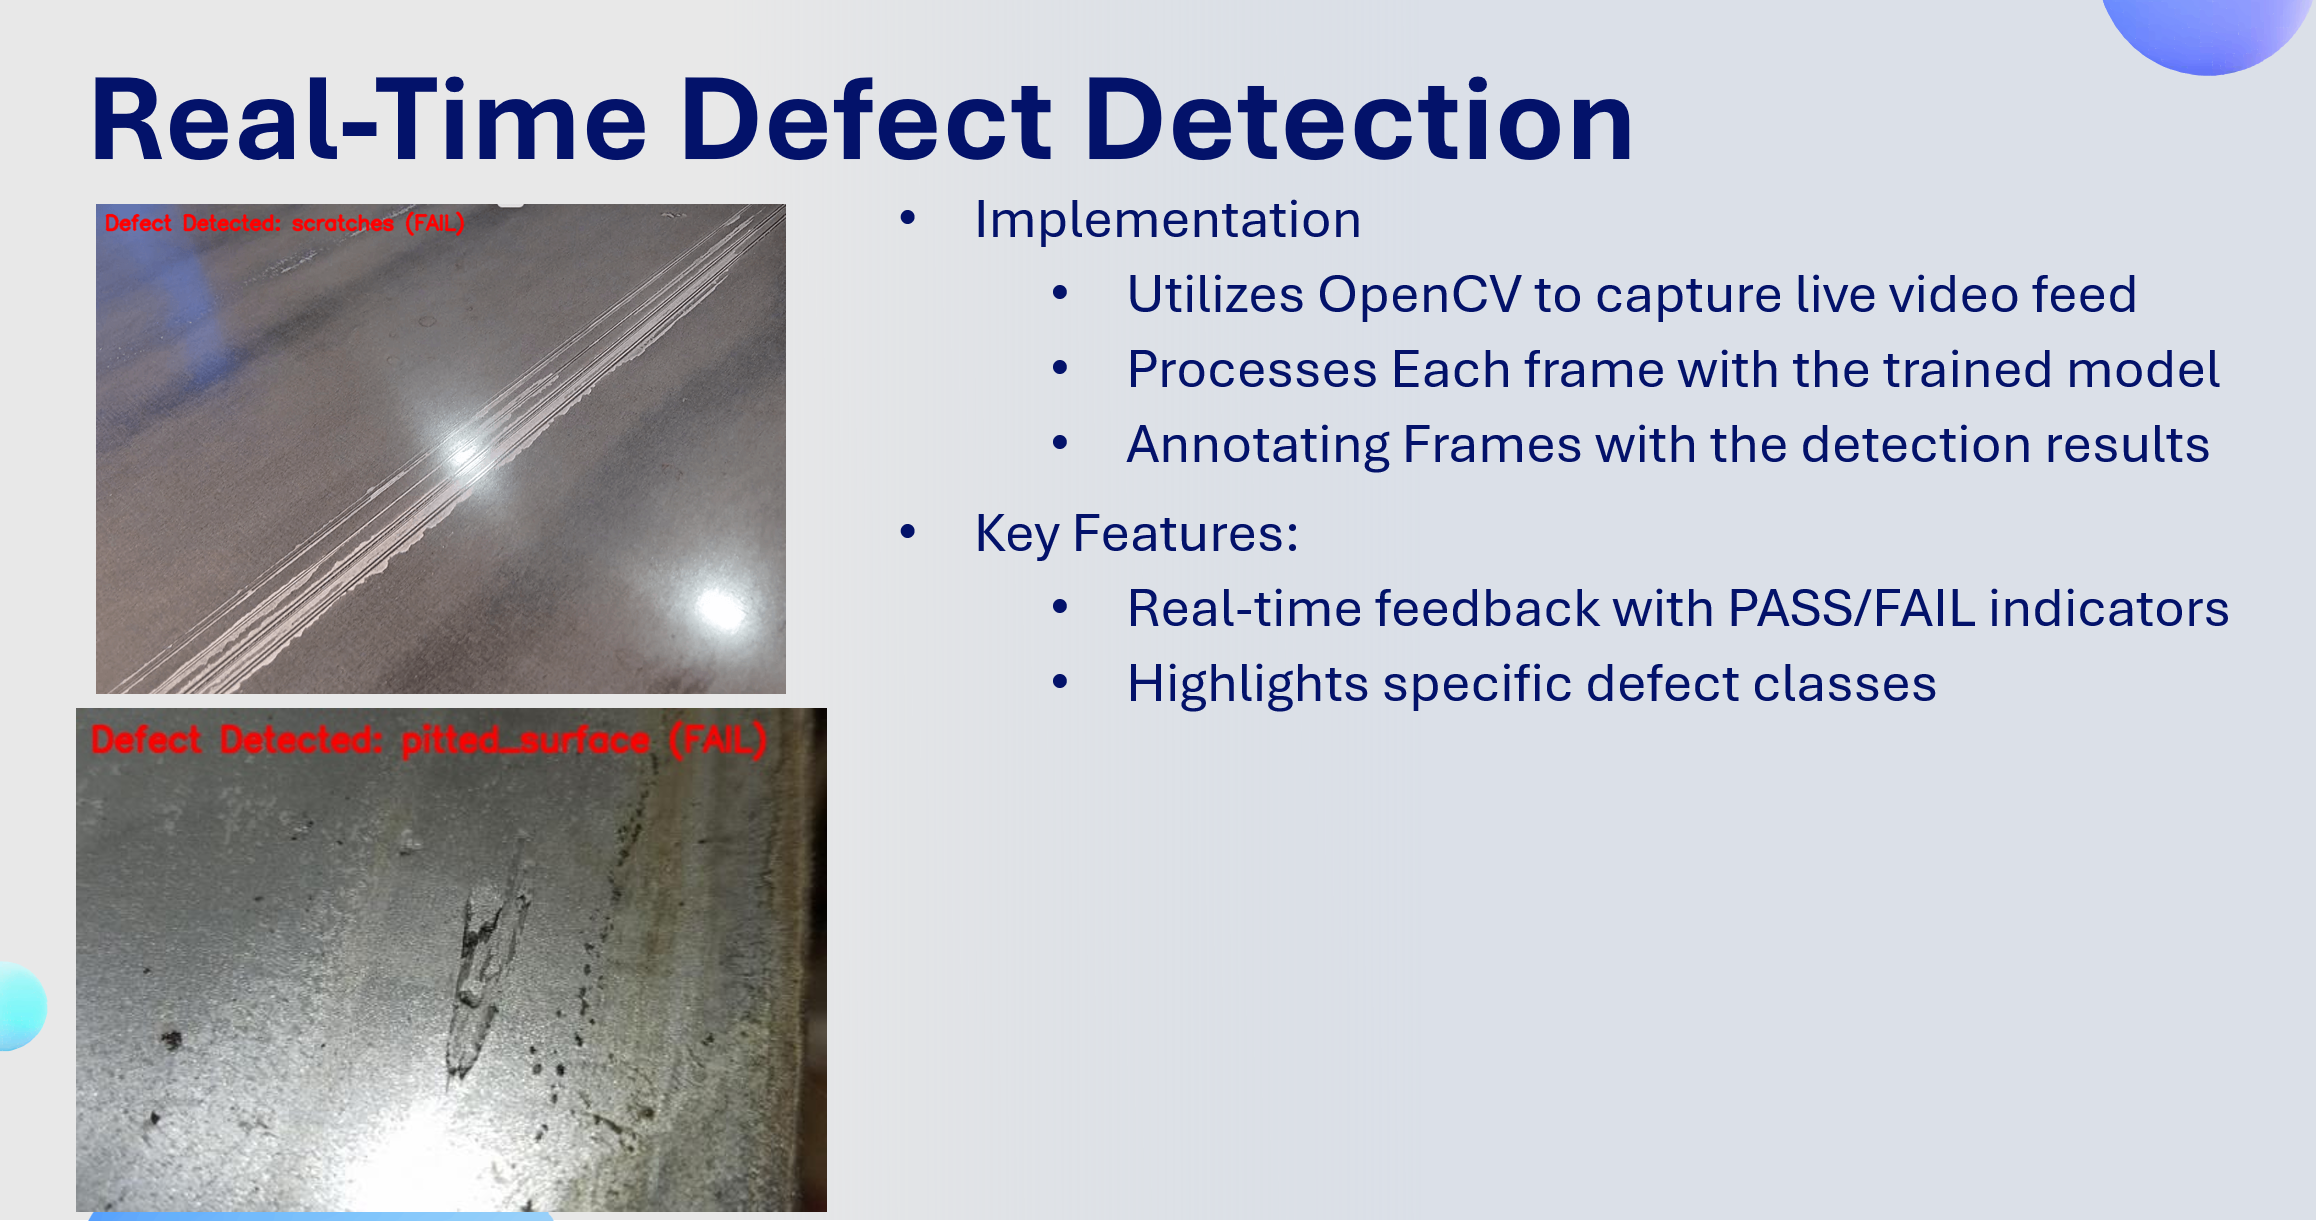 Real-Time Defect Detection
Defect Detected: scratches (FAIL)
Defect Detected: pitted_surface (FAIL)
• Implementation
• Utilizes OpenCV to capture live video feed
• Processes Each frame with the trained model
• Annotating Frames with the detection results
• Key Features:
• Real-time feedback with PASS/FAIL indicators
• Highlights specific defect classes